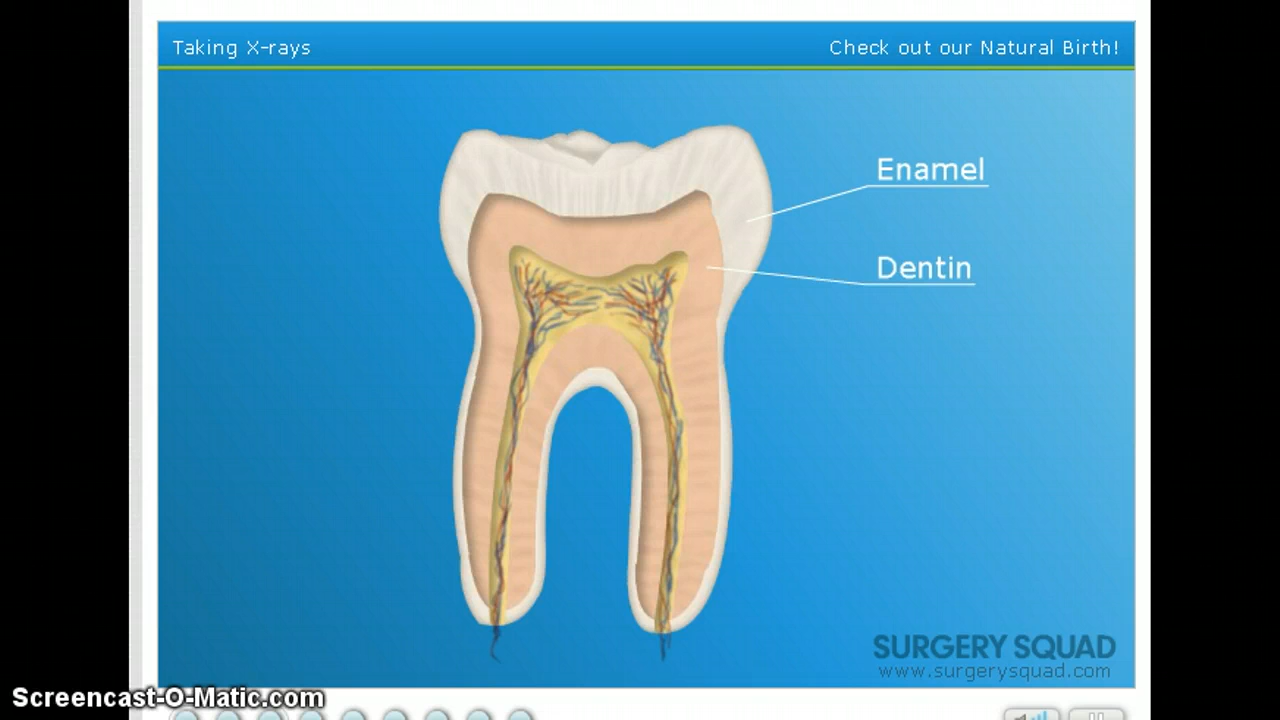 Taking X-rays
Check out our Natural Birth!
Enamel
Dentin
SURGERY SQUAD
www.surgerysquad.com
Screencast-O-Matic.com